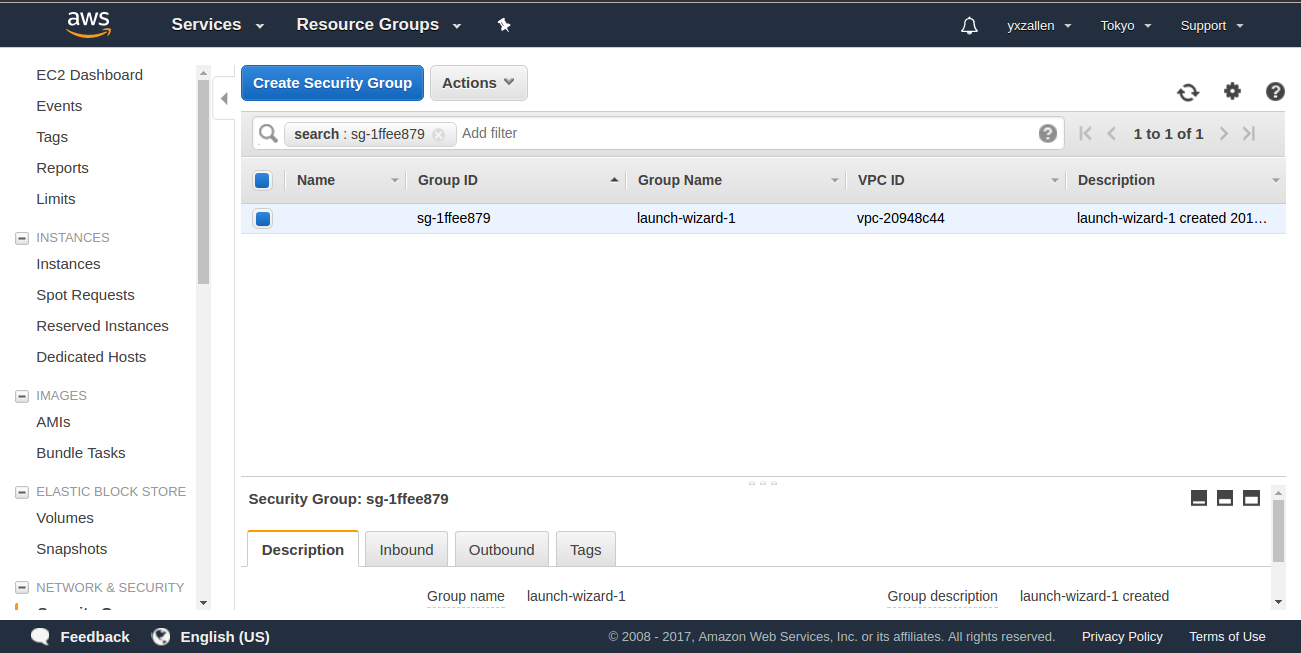 aws Services Resource Groups yxzallen Tokyo Support
EC2 Dashboard
Events
Tags
Reports
Limits
INSTANCES
Instances
Spot Requests
Reserved Instances
Dedicated Hosts
IMAGES
AMIs
Bundle Tasks
ELASTIC BLOCK STORE
Volumes
Snapshots
NETWORK & SECURITY
Create Security Group Actions
search : sg-1ffee879 Add filter 1 to 1 of 1
Name Group ID Group Name VPC ID Description
sg-1ffee879 launch-wizard-1 vpc-20948c44 launch-wizard-1 created 201...
Security Group: sg-1ffee879
Description Inbound Outbound Tags
Group name launch-wizard-1 Group description launch-wizard-1 created
Feedback English (US) © 2008 - 2017, Amazon Web Services, Inc. or its affiliates. All rights reserved. Privacy Policy Terms of Use